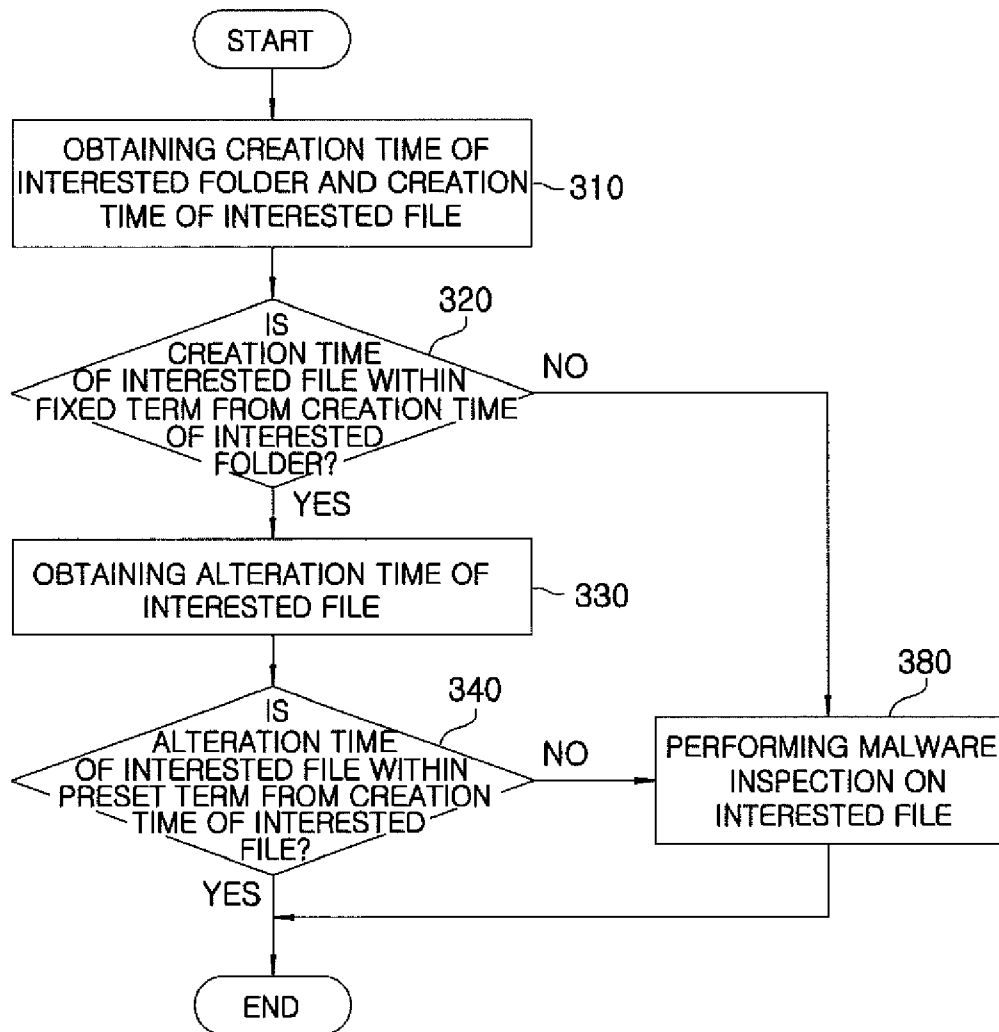 START
OBTAINING CREATION TIME OF
INTERESTED FOLDER AND CREATION
TIME OF INTERESTED FILE
310
320
IS
CREATION TIME
OF INTERESTED FILE WITHIN
FIXED TERM FROM CREATION TIME
OF INTERESTED
FOLDER?
NO
YES
OBTAINING ALTERATION TIME OF
INTERESTED FILE
330
340
IS
ALTERATION TIME
OF INTERESTED FILE WITHIN
PRESET TERM FROM CREATION
TIME OF INTERESTED
FILE?
NO
380
PERFORMING MALWARE
INSPECTION ON
INTERESTED FILE
YES
END